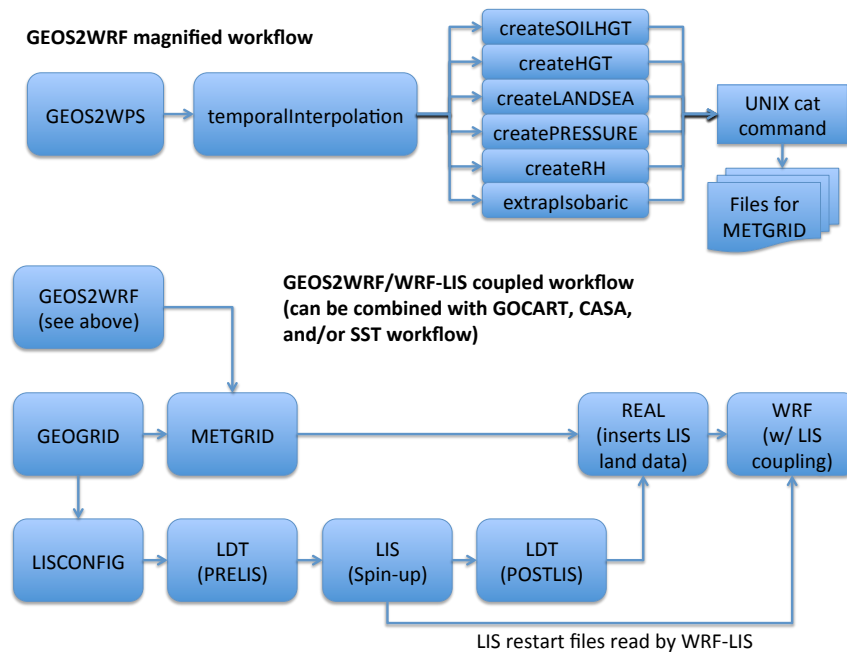 GEOS2WRF magnified workflow
GEOS2WPS
temporalInterpolation
createSOILHGT
createHGT
createLANDSEA
createPRESSURE
createRH
extrapIsobaric
UNIX cat
command
Files for
METGRID
GEOS2WRF
(see above)
GEOS2WRF/WRF-LIS coupled workflow
(can be combined with GOCART, CASA,
and/or SST workflow)
GEOGRID
METGRID
REAL
(inserts LIS
land data)
WRF
(w/ LIS
coupling)
LISCONFIG
LDT
(PRELIS)
LIS
(Spin-up)
LDT
(POSTLIS)
LIS restart files read by WRF-LIS